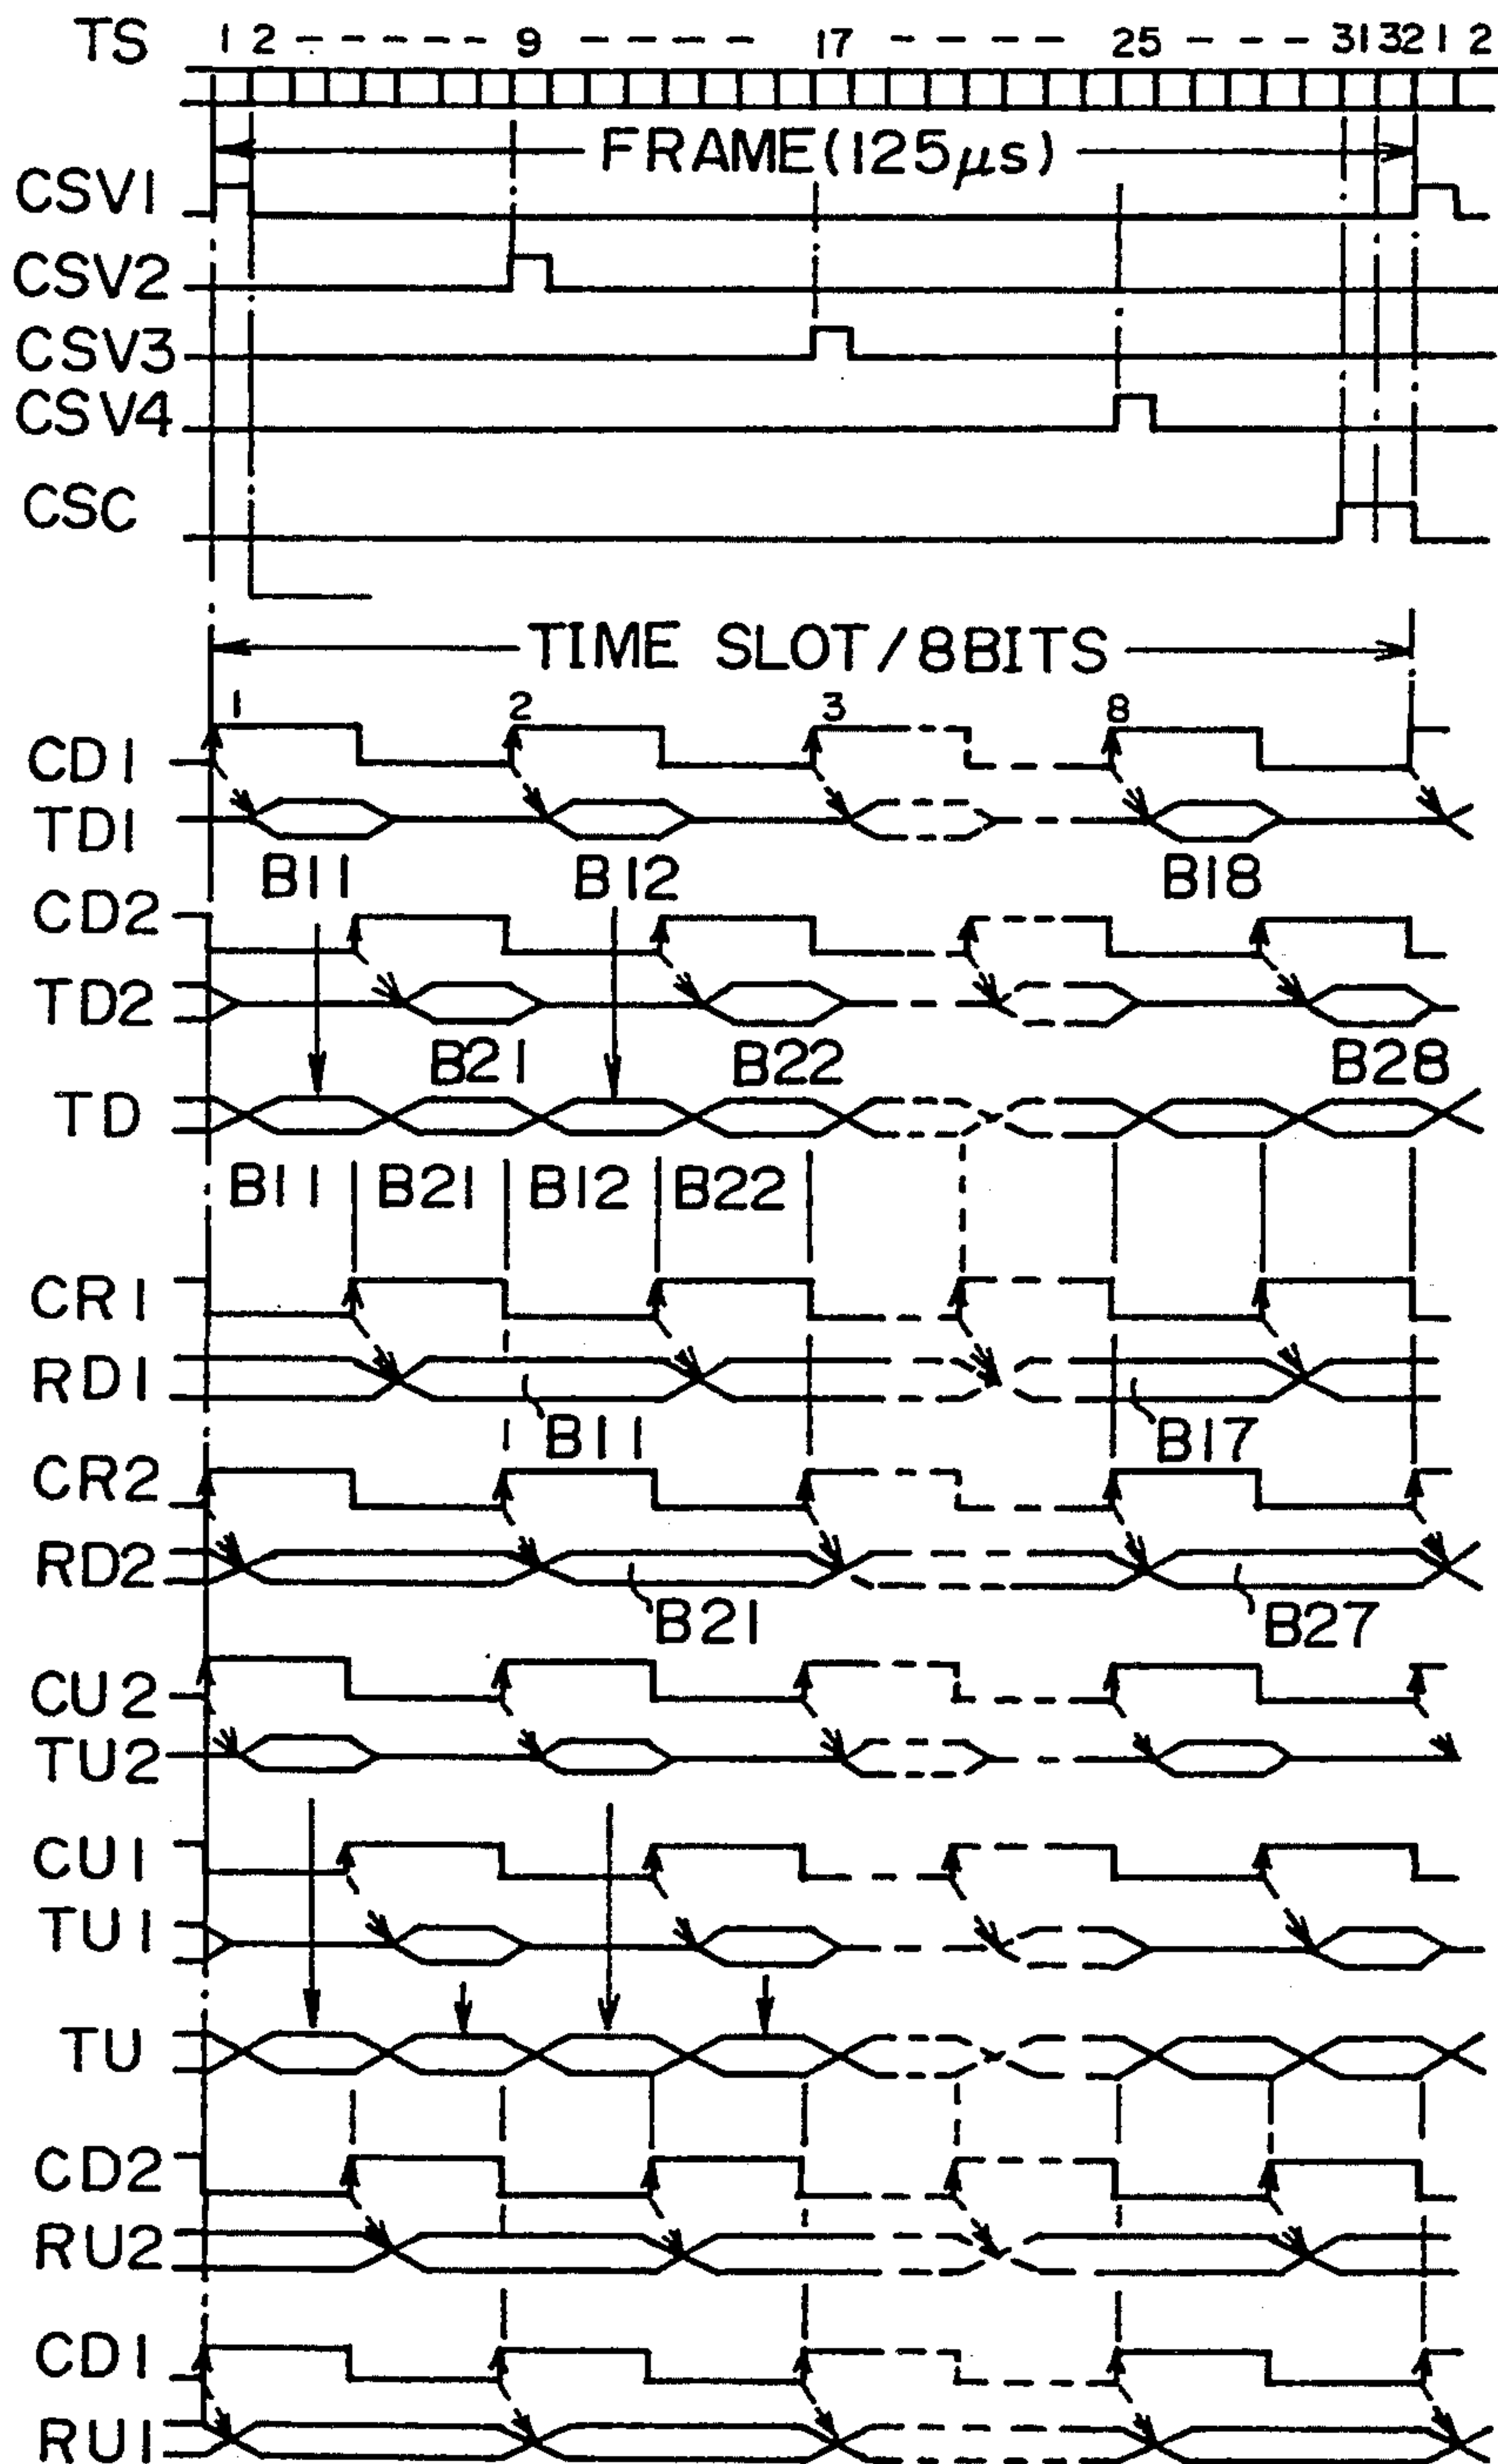 TS 1 2 - - - - - - - 9 - - - - - 17 - - - - - 25 - - - - 31 32 1 2
FRAME(125μs)
CSV1
CSV2
CSV3
CSV4
CSC
TIME SLOT/8BITS
1 2 3 8
CD1
TD1
B11 B12 B18
CD2
TD2
B21 B22 B28
TD
B11 B21 B12 B22
CR1
RD1
B11 B17
CR2
RD2
B21 B27
CU2
TU2
CU1
TU1
TU
CD2
RU2
CD1
RU1